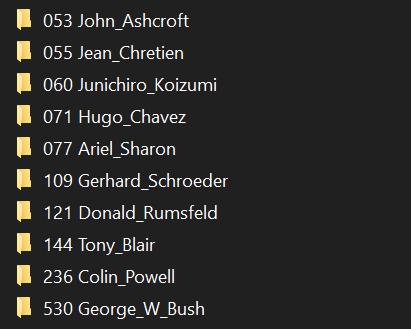 053 John_Ashcroft
055 Jean_Chretien
060 Junichiro_Koizumi
071 Hugo_Chavez
077 Ariel_Sharon
109 Gerhard_Schroeder
121 Donald_Rumsfeld
144 Tony_Blair
236 Colin_Powell
530 George_W_Bush